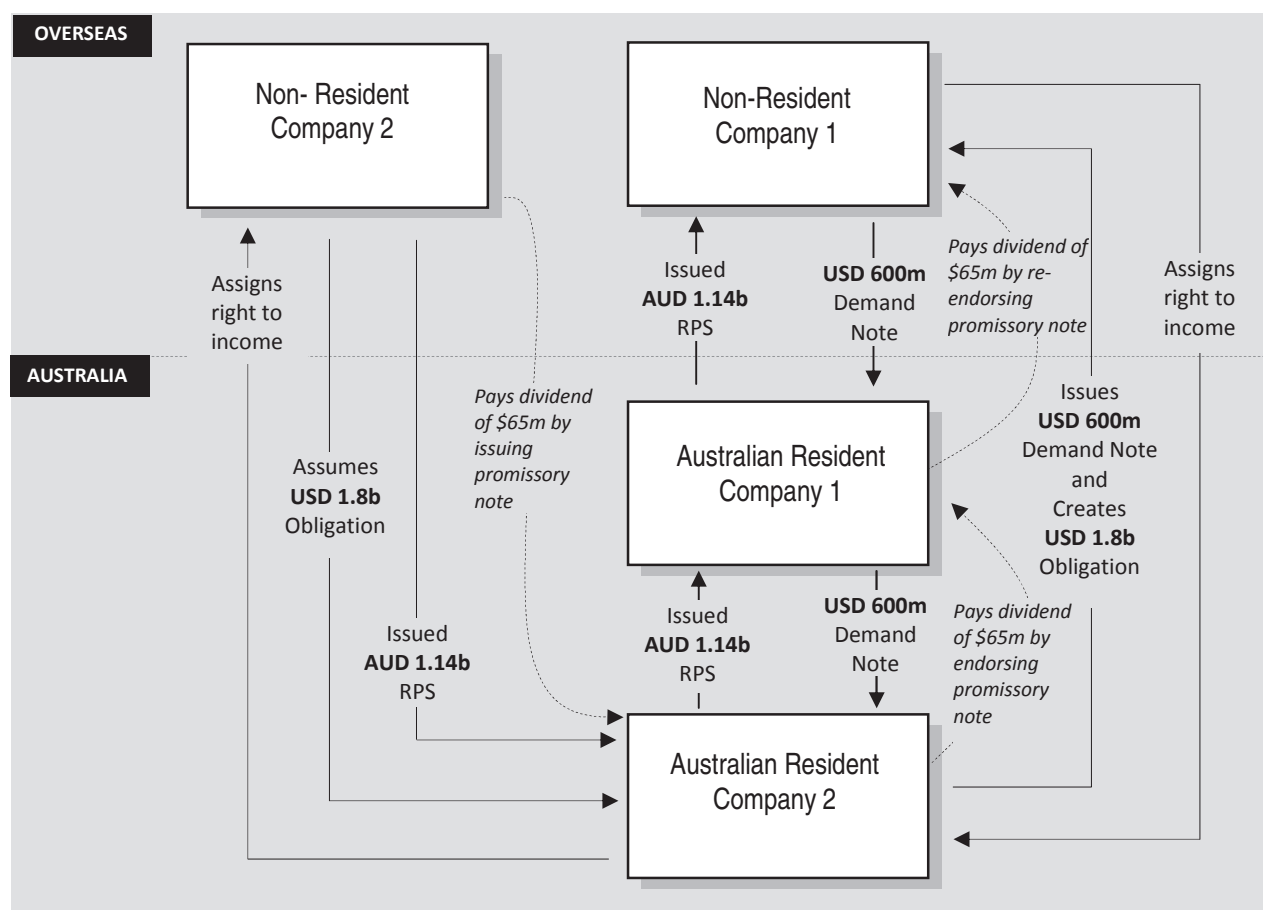 OVERSEAS
Non- Resident
Company 2
Non-Resident
Company 1
Assigns
right to
income
Issued
AUD 1.14b
RPS
USD 600m
Demand
Note
Pays dividend of
$65m by re-
endorsing
promissory note
Assigns
right to
income
AUSTRALIA
Assumes
USD 1.8b
Obligation
Pays dividend
of $65m by
issuing
promissory
note
Australian Resident
Company 1
Issues
USD 600m
Demand Note
and
Creates
USD 1.8b
Obligation
Issued
AUD 1.14b
RPS
Issued
AUD 1.14b
RPS
USD 600m
Demand
Note
Pays dividend
of $65m by
endorsing
promissory
note
Australian Resident
Company 2